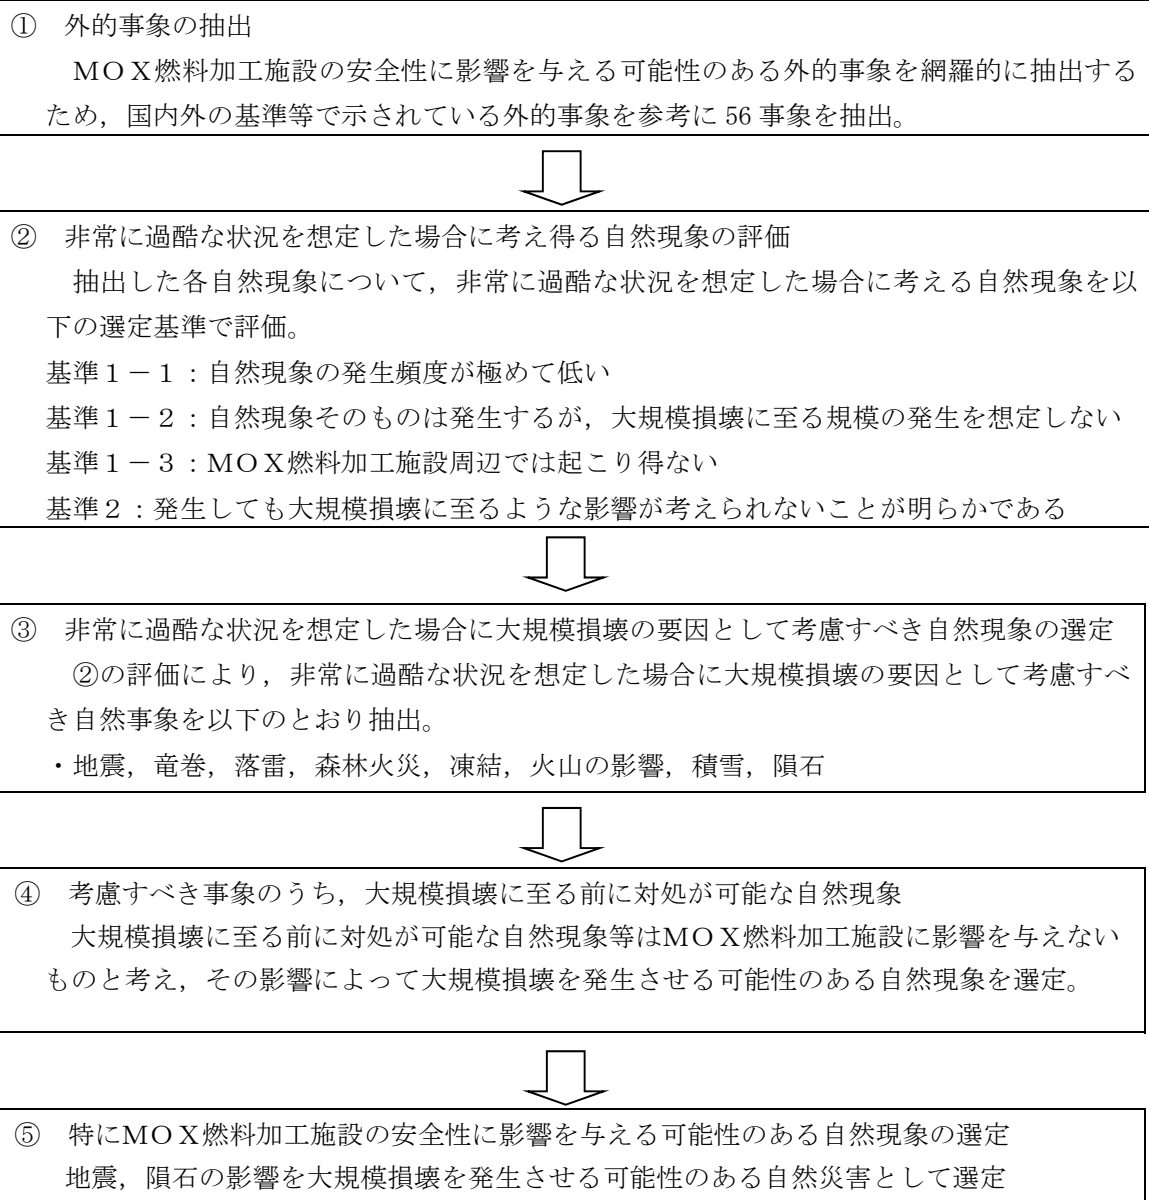 ① 外的事象の抽出
ＭＯＸ燃料加工施設の安全性に影響を与える可能性のある外的事象を網羅的に抽出する
ため，国内外の基準等で示されている外的事象を参考に 56 事象を抽出。
② 非常に過酷な状況を想定した場合に考え得る自然現象の評価
抽出した各自然現象について，非常に過酷な状況を想定した場合に考える自然現象を以
下の選定基準で評価。
基準１－１：自然現象の発生頻度が極めて低い
基準１－２：自然現象そのものは発生するが，大規模損壊に至る規模の発生を想定しない
基準１－３：ＭＯＸ燃料加工施設周辺では起こり得ない
基準２：発生しても大規模損壊に至るような影響が考えられないことが明らかである
③ 非常に過酷な状況を想定した場合に大規模損壊の要因として考慮すべき自然現象の選定
②の評価により，非常に過酷な状況を想定した場合に大規模損壊の要因として考慮すべ
き自然事象を以下のとおり抽出。
・地震，竜巻，落雷，森林火災，凍結，火山の影響，積雪，隕石
④ 考慮すべき事象のうち，大規模損壊に至る前に対処が可能な自然現象
大規模損壊に至る前に対処が可能な自然現象等はＭＯＸ燃料加工施設に影響を与えない
ものと考え，その影響によって大規模損壊を発生させる可能性のある自然現象を選定。
⑤ 特にＭＯＸ燃料加工施設の安全性に影響を与える可能性のある自然現象の選定
地震，隕石の影響を大規模損壊を発生させる可能性のある自然災害として選定